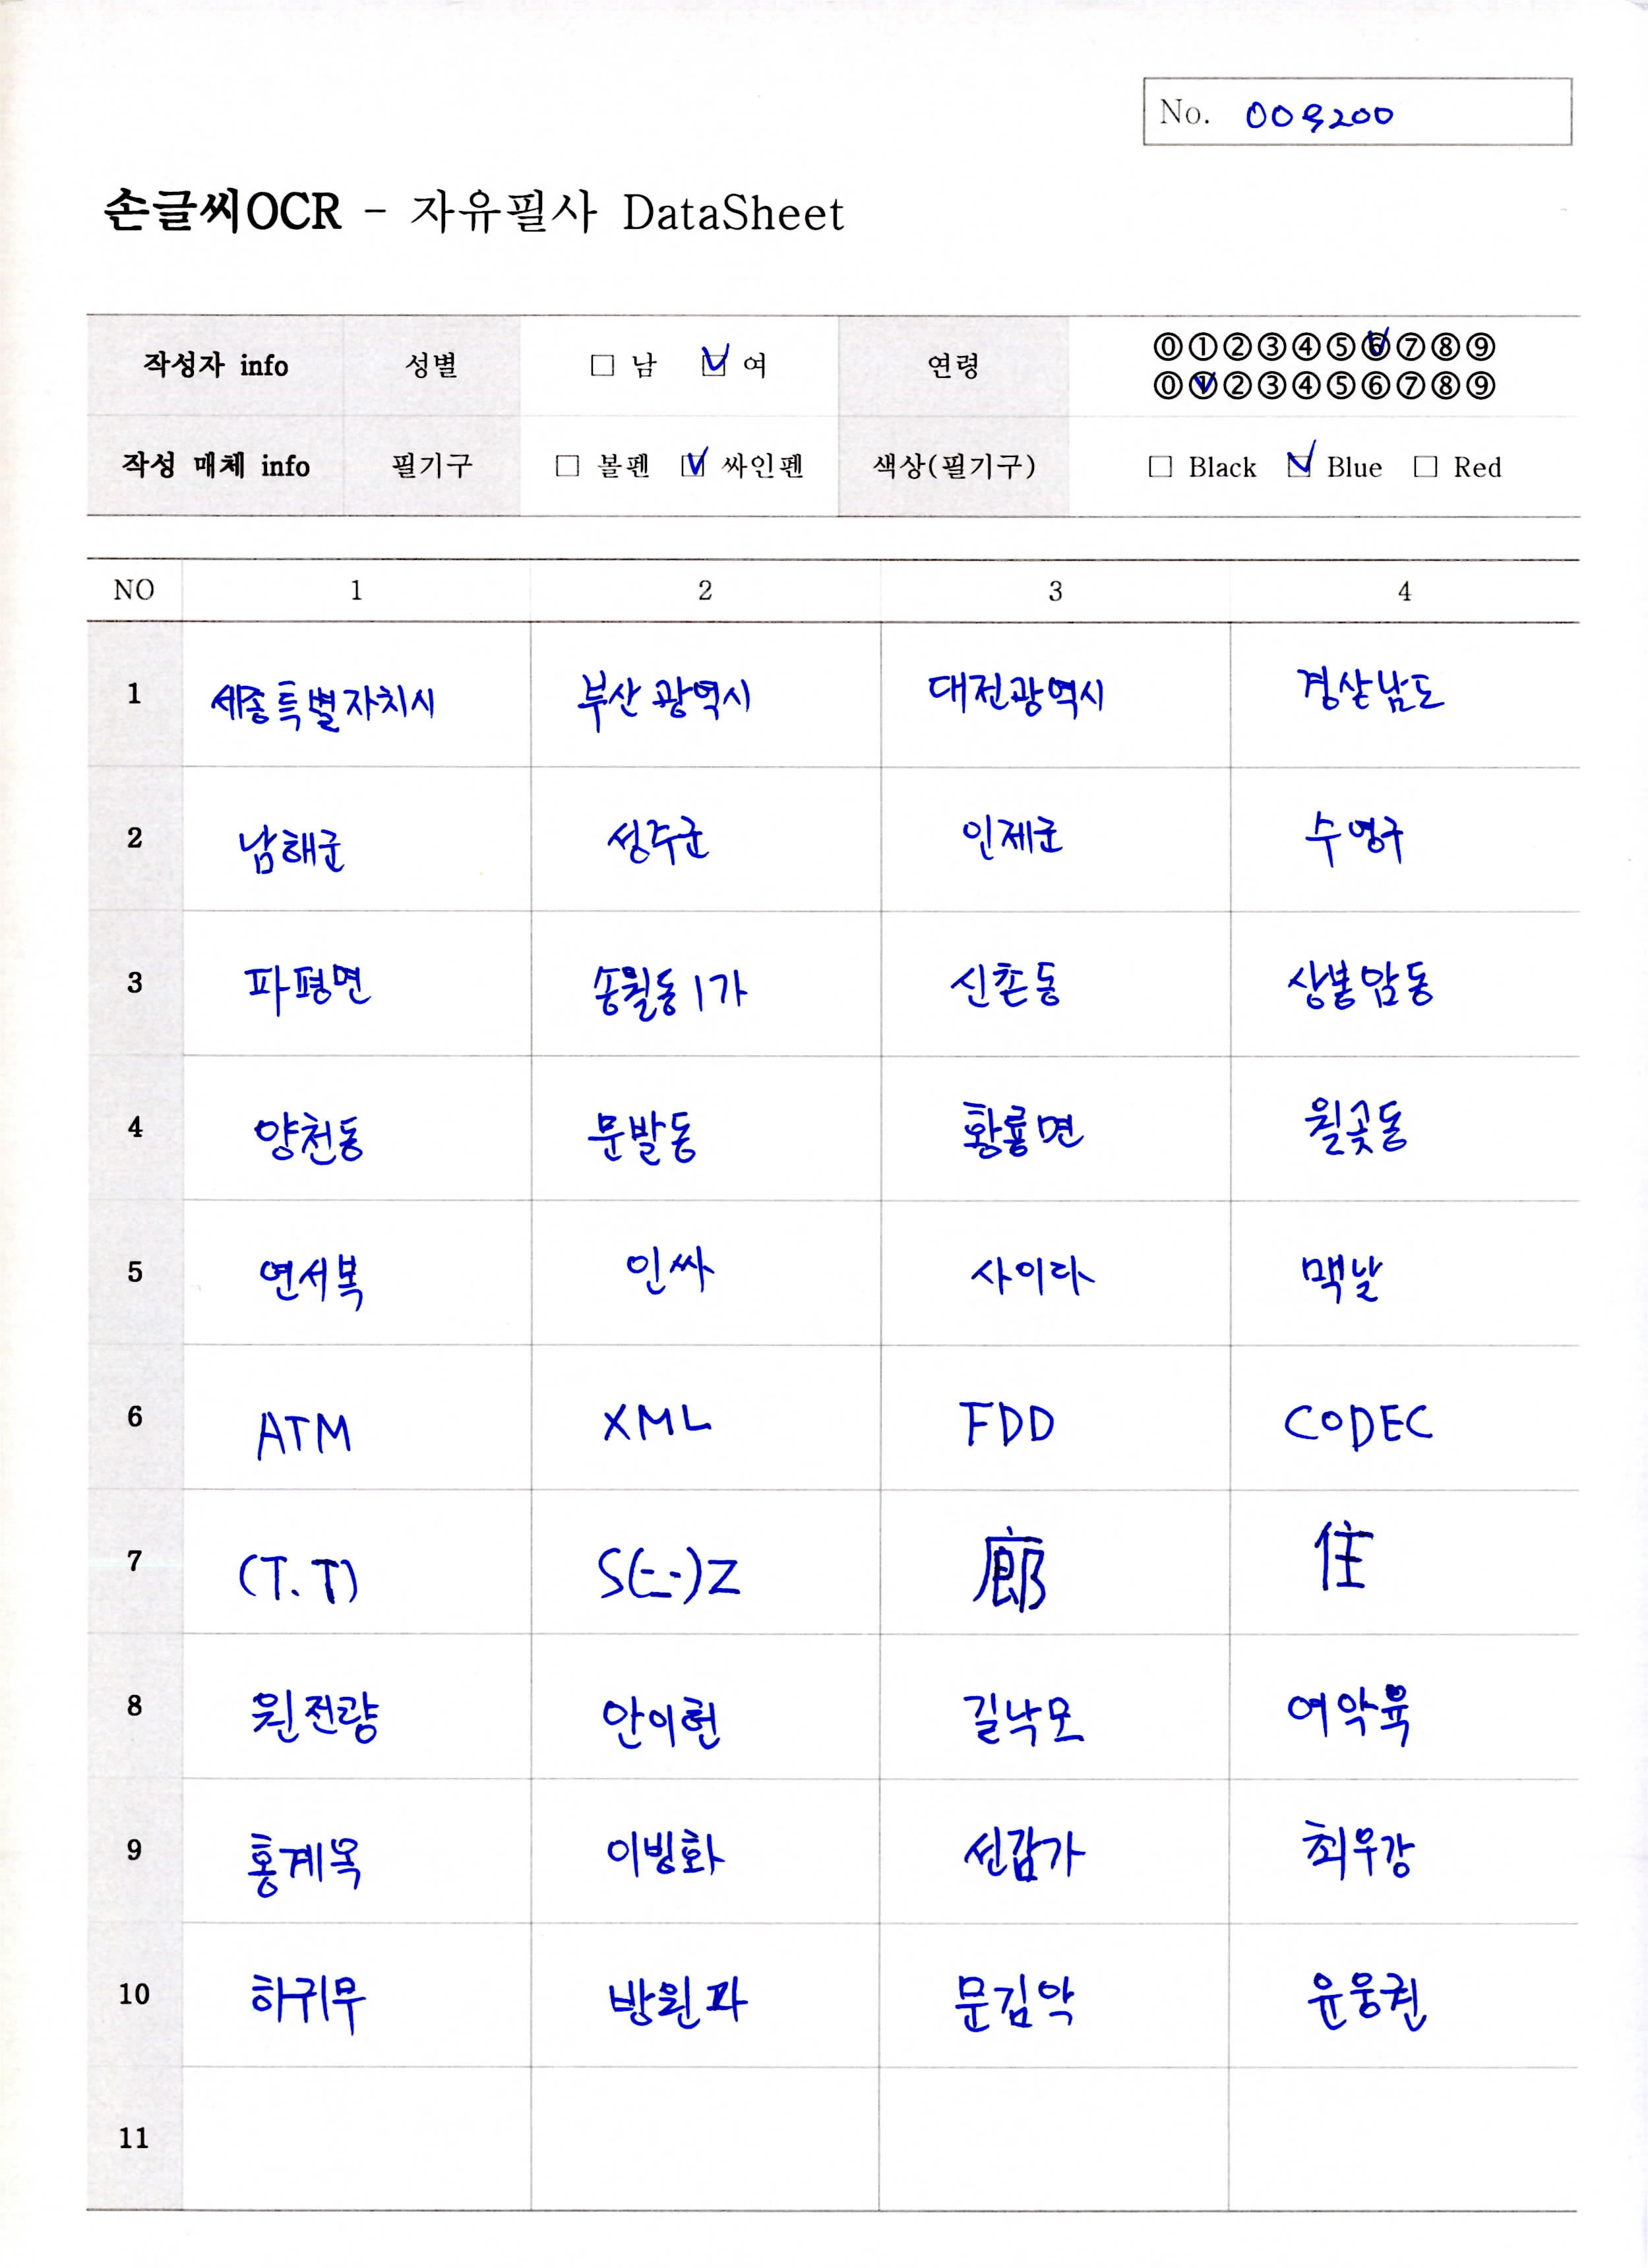 No. 009200
손글씨OCR - 자유필사 DataSheet
작성자 info 성별 □ 남 ☑ 여 연령 ⓪①②③④⑤⑥⑦⑧⑨
⓪①②③④⑤⑥⑦⑧⑨
작성 매체 info 필기구 □ 볼펜 ☑ 싸인펜 색상(필기구) □ Black ☑ Blue □ Red
NO 1 2 3 4
1 세종특별자치시 부산광역시 대전광역시 경상남도
2 남해군 성주군 인제군 수영구
3 파평면 송월동1가 신촌동 상봉암동
4 양천동 문발동 황룡면 월곶동
5 연서복 인싸 사이다 맥날
6 ATM XML FDD CODEC
7 (T.T) S(-.-)Z 廊 住
8 원전량 안이헌 길낙모 여악육
9 홍계옥 이빙화 선갑가 최우강
10 하귀무 방원파 문김악 윤웅권
11